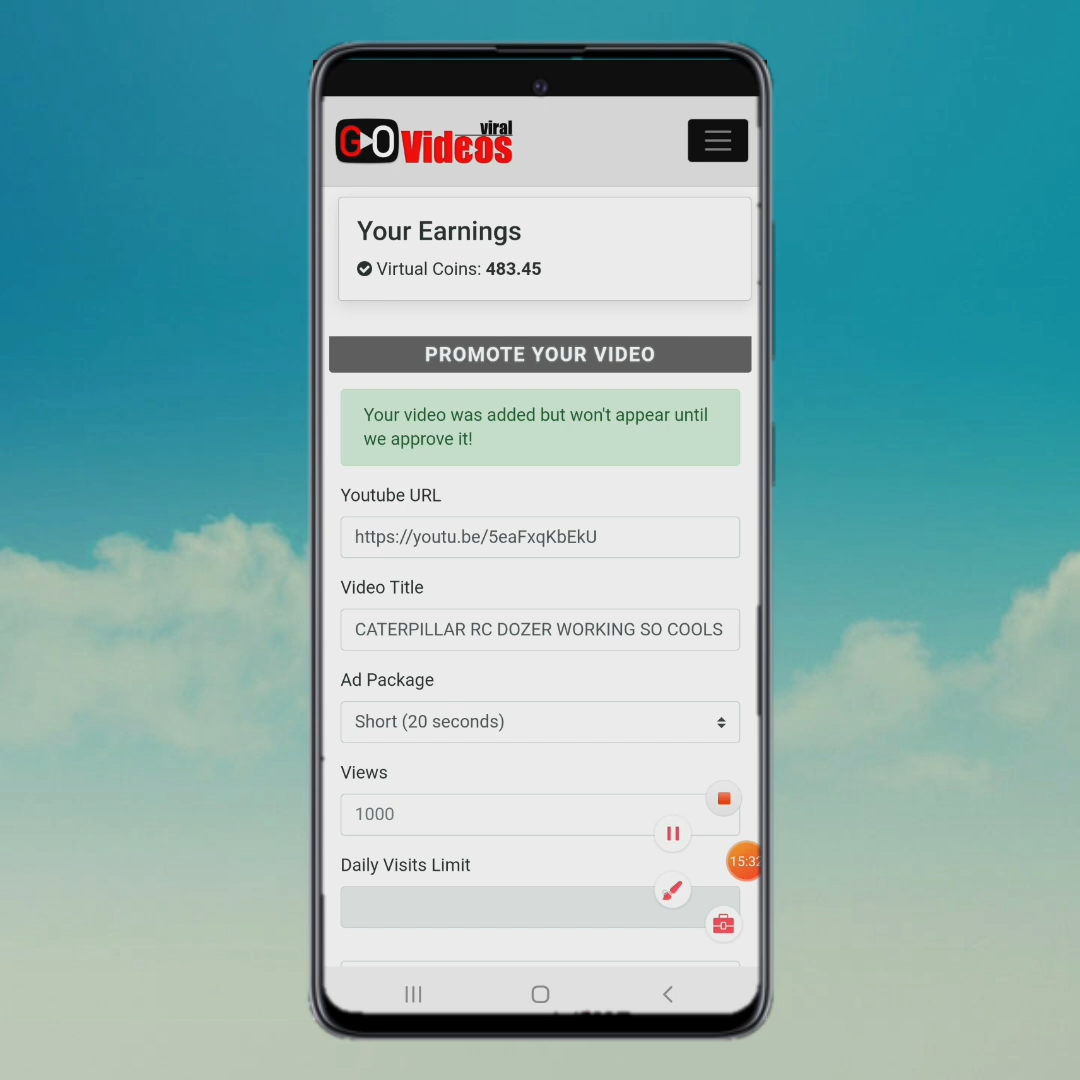 GO viral
Videos
Your Earnings
Virtual Coins: 483.45
PROMOTE YOUR VIDEO
Your video was added but won't appear until
we approve it!
Youtube URL
https://youtu.be/5eaFxqKbEkU
Video Title
CATERPILLAR RC DOZER WORKING SO COOLS
Ad Package
Short (20 seconds)
Views
1000
15:32
Daily Visits Limit